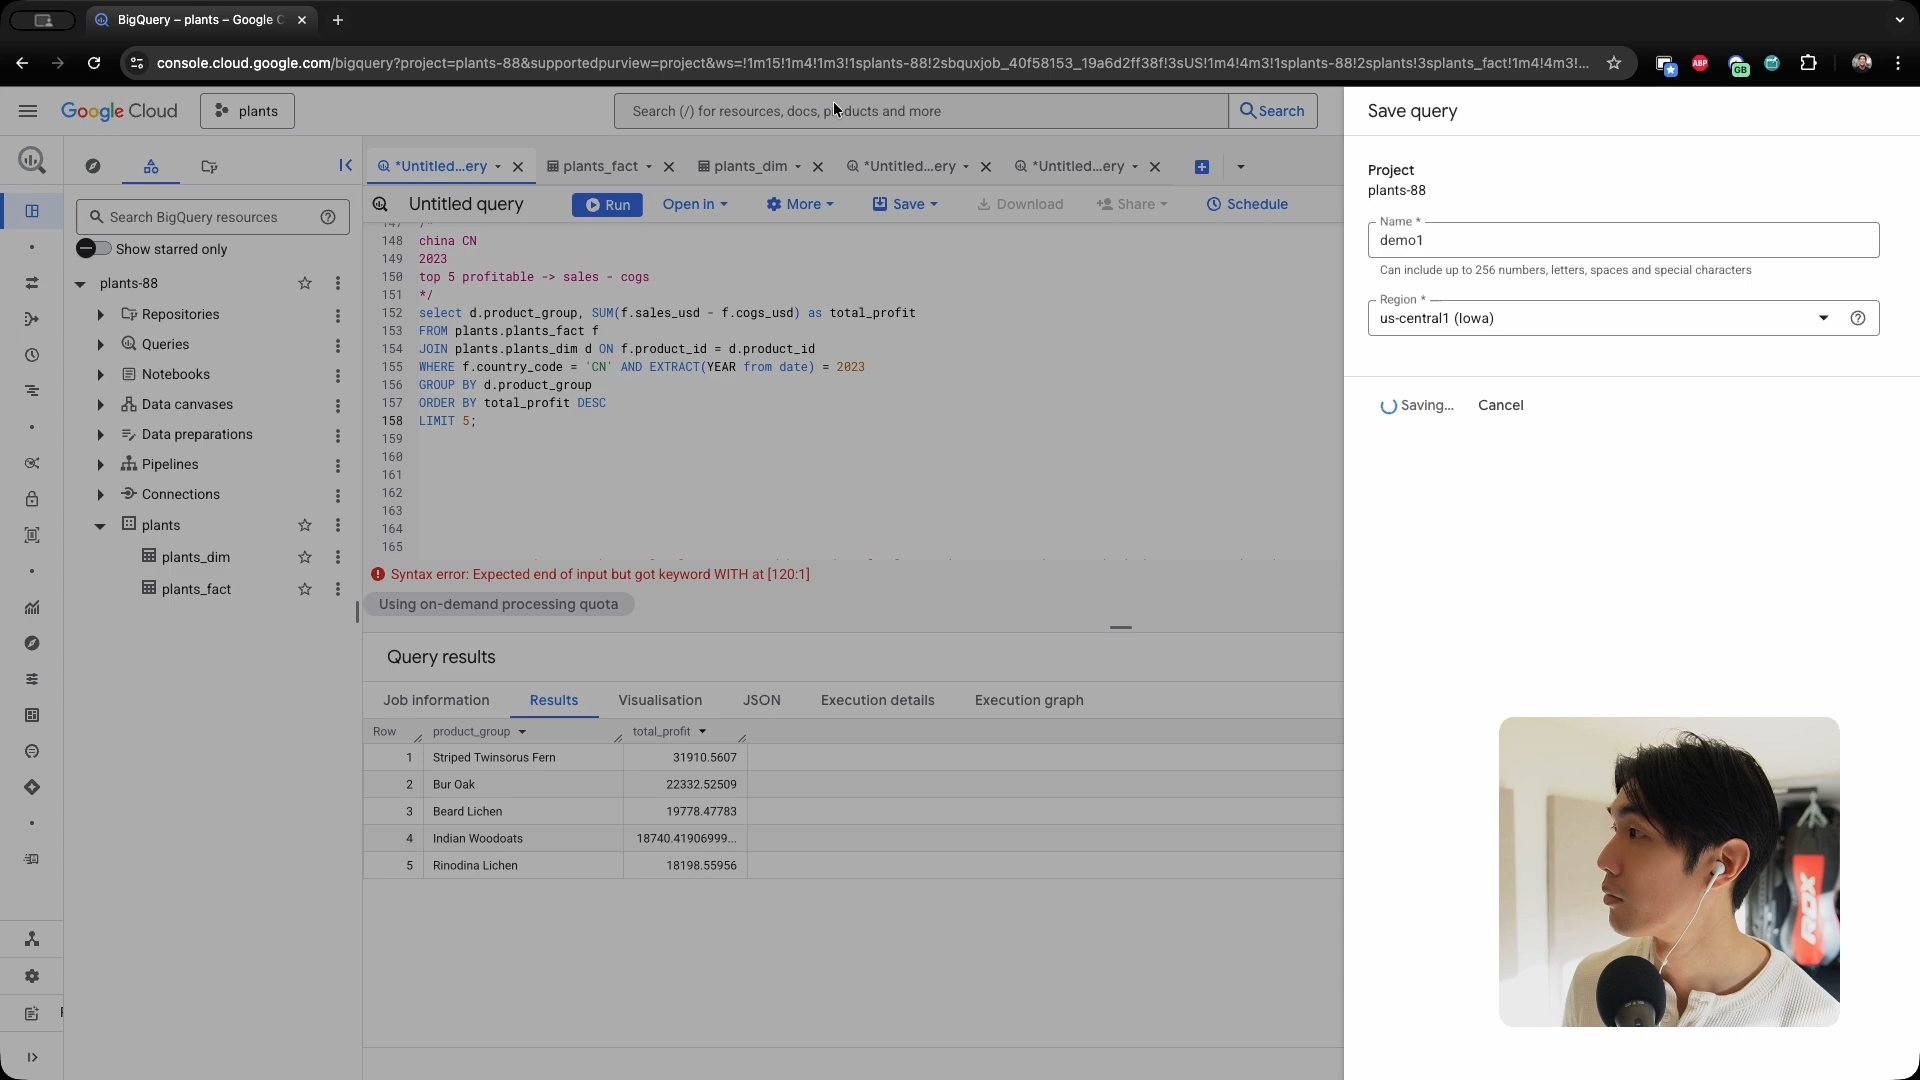 BigQuery – plants – Google C
console.cloud.google.com/bigquery?project=plants-88&supportedpurview=project&ws=!1m15!1m4!1m3!1splants-88!2sbquxjob_40f58153_19a6d2ff38f!3sUS!1m4!4m3!1splants-88!2splants!3splants_fact!1m4!4m3!...
ABP
GB
Google Cloud
plants
Search (/) for resources, docs, products and more
Search
Save query
*Untitled...ery
plants_fact
plants_dim
*Untitled...ery
*Untitled...ery
Untitled query
Run
Open in
More
Save
Download
Share
Schedule
Search BigQuery resources
Show starred only
plants-88
Repositories
Queries
Notebooks
Data canvases
Data preparations
Pipelines
Connections
plants
plants_dim
plants_fact
147 /*
148 china CN
149 2023
150 top 5 profitable -> sales - cogs
151 */
152 select d.product_group, SUM(f.sales_usd - f.cogs_usd) as total_profit
153 FROM plants.plants_fact f
154 JOIN plants.plants_dim d ON f.product_id = d.product_id
155 WHERE f.country_code = 'CN' AND EXTRACT(YEAR from date) = 2023
156 GROUP BY d.product_group
157 ORDER BY total_profit DESC
158 LIMIT 5;
159
160
161
162
163
164
165
Syntax error: Expected end of input but got keyword WITH at [120:1]
Using on-demand processing quota
Query results
Job information
Results
Visualisation
JSON
Execution details
Execution graph
Row product_group total_profit
1 Striped Twinsorus Fern 31910.5607
2 Bur Oak 22332.52509
3 Beard Lichen 19778.47783
4 Indian Woodoats 18740.41906999...
5 Rinodina Lichen 18198.55956
Project
plants-88
Name *
demo1
Can include up to 256 numbers, letters, spaces and special characters
Region *
us-central1 (Iowa)
Saving...
Cancel
RDX